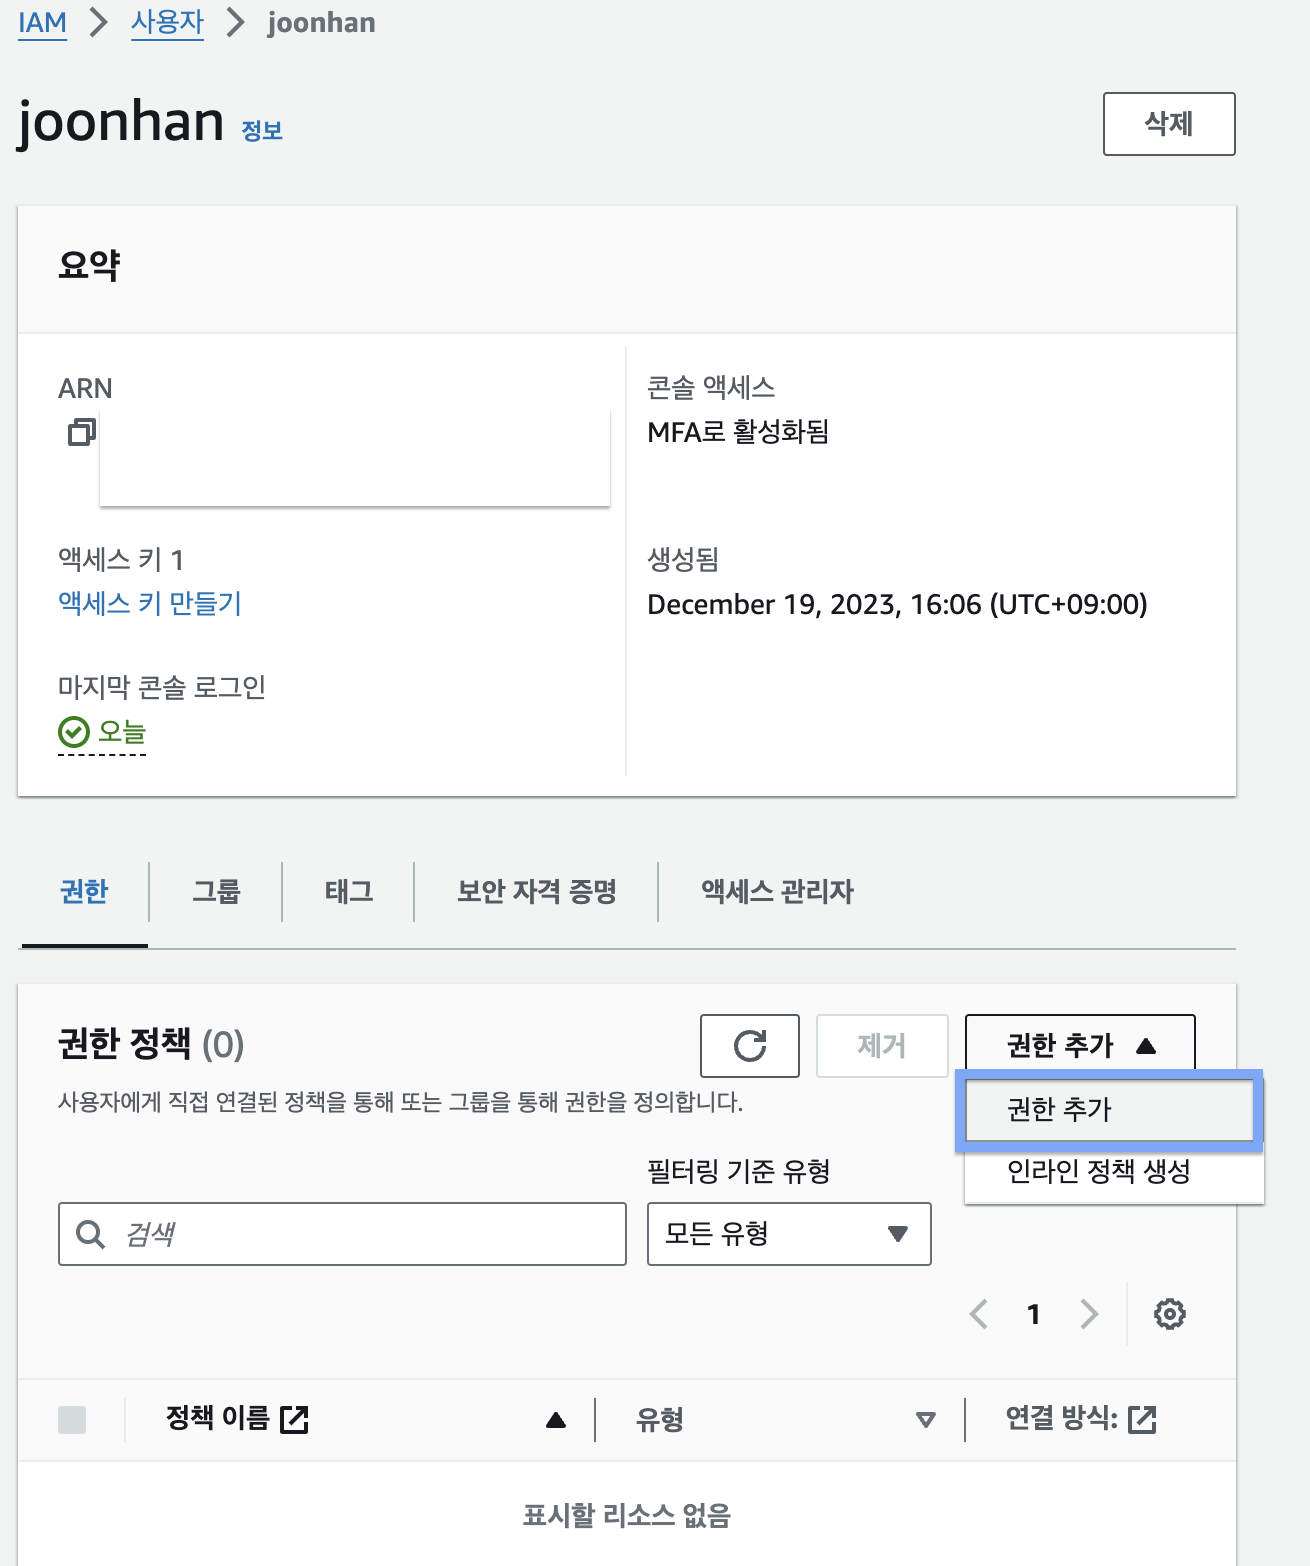 IAM > 사용자 > joonhan
joonhan 정보
삭제
요약
ARN
콘솔 액세스
MFA로 활성화됨
액세스 키 1
액세스 키 만들기
생성됨
December 19, 2023, 16:06 (UTC+09:00)
마지막 콘솔 로그인
오늘
권한 그룹 태그 보안 자격 증명 액세스 관리자
권한 정책 (0)
제거
권한 추가
사용자에게 직접 연결된 정책을 통해 또는 그룹을 통해 권한을 정의합니다.
권한 추가
인라인 정책 생성
필터링 기준 유형
검색
모든 유형
1
정책 이름 유형 연결 방식:
표시할 리소스 없음